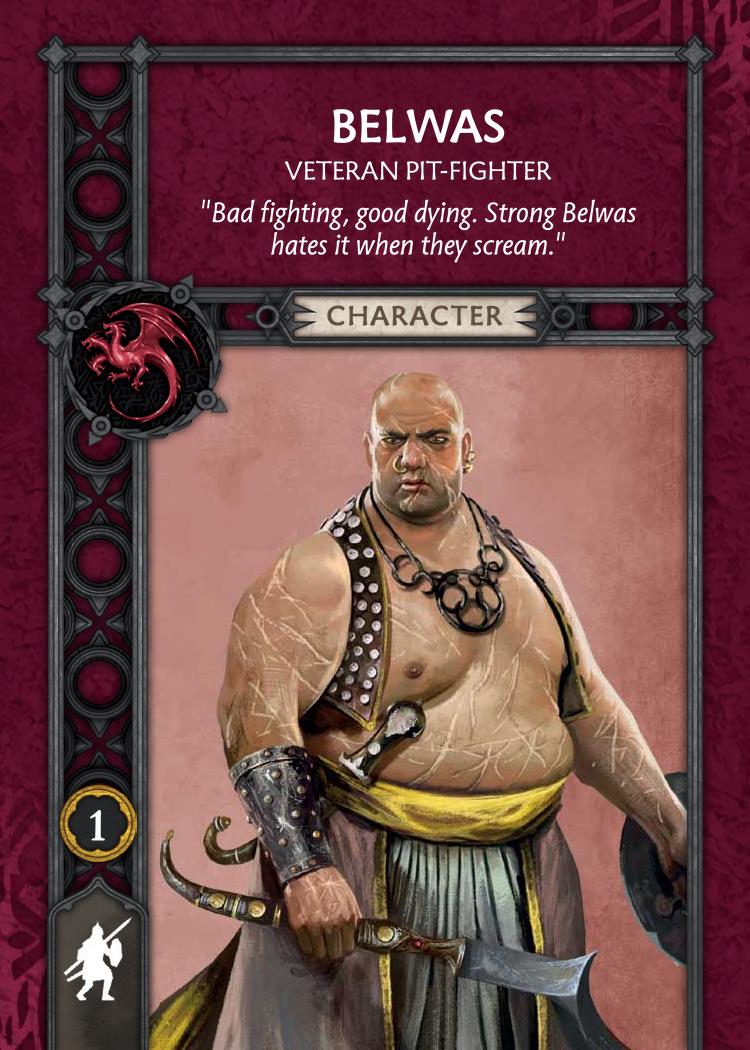 BELWAS
VETERAN PIT-FIGHTER
"Bad fighting, good dying. Strong Belwas
hates it when they scream."
CHARACTER
1